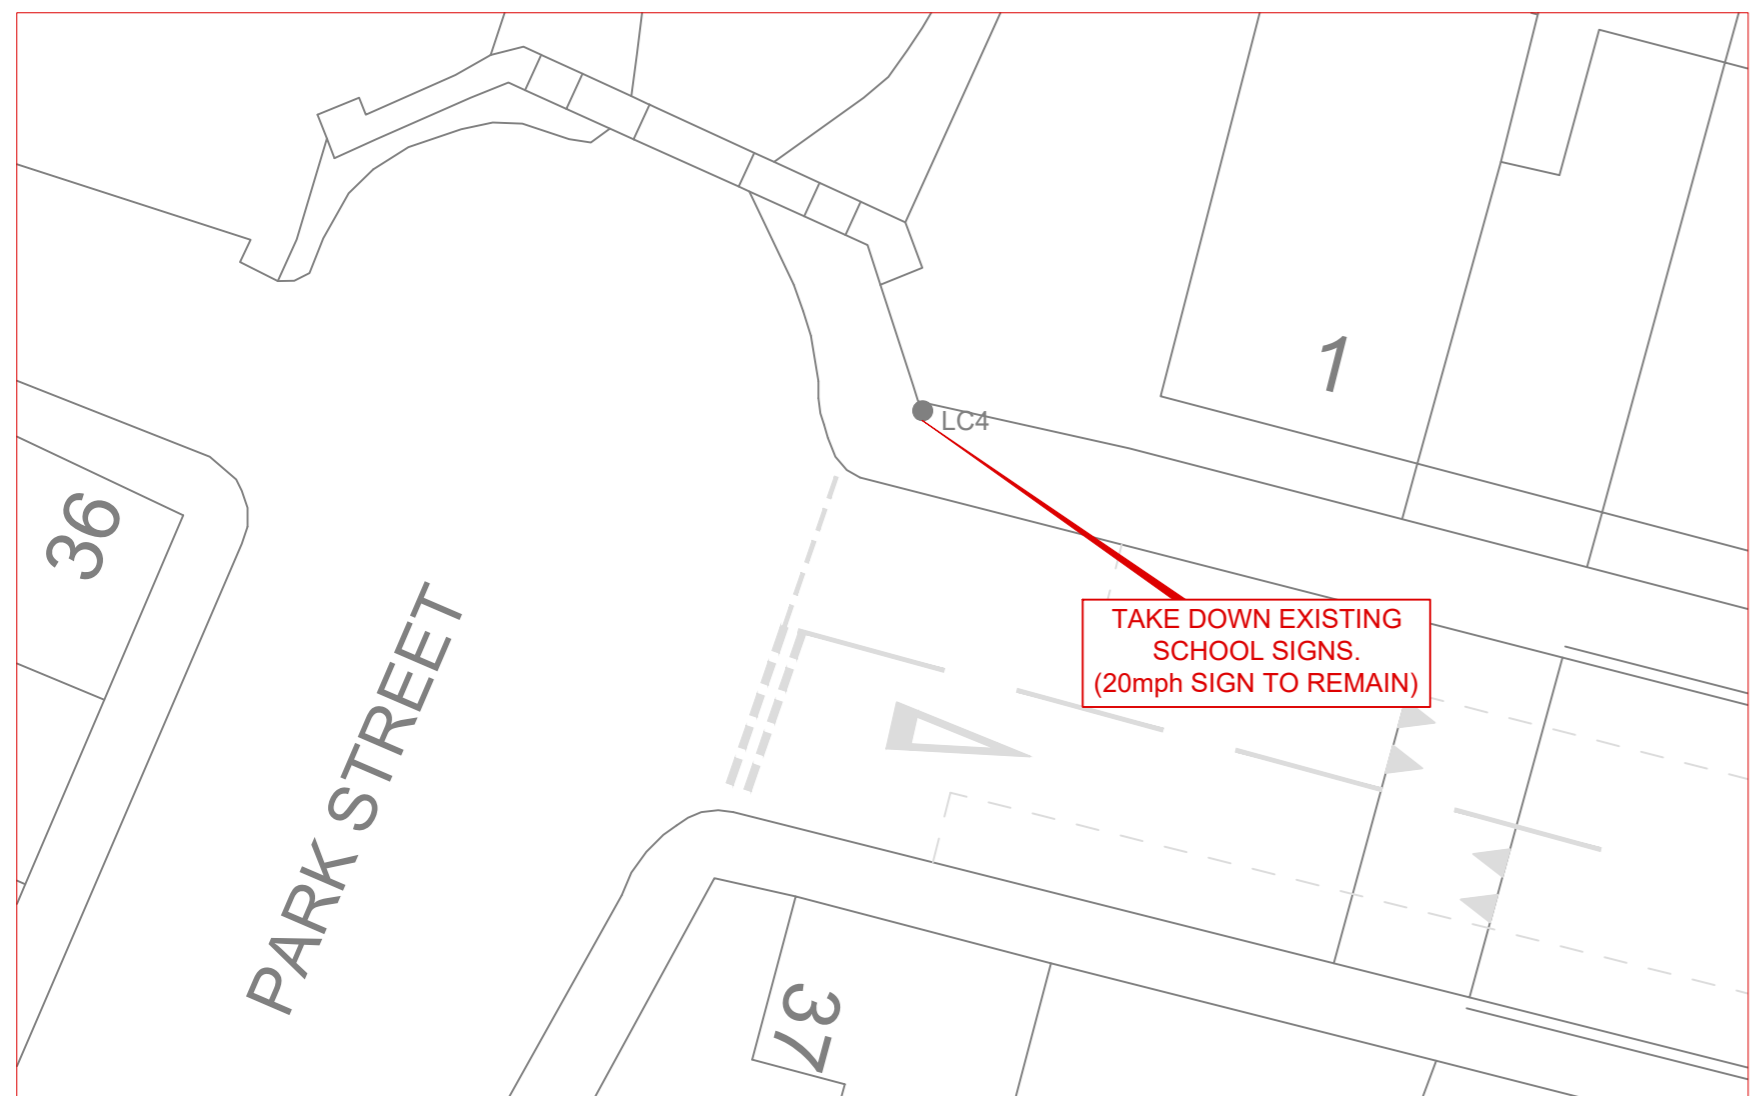 1
LC4
36
TAKE DOWN EXISTING
SCHOOL SIGNS.
(20mph SIGN TO REMAIN)
PARK STREET
37